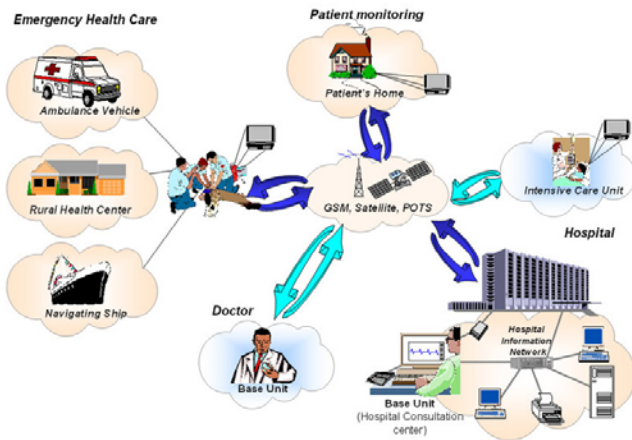 Emergency Health Care
Patient monitoring
Ambulance Vehicle
Patient's Home
Rural Health Center
GSM, Satellite, POTS
Intensive Care Unit
Navigating Ship
Hospital
Doctor
Base Unit
Hospital
Information
Network
Base Unit
(Hospital Consultation
center)